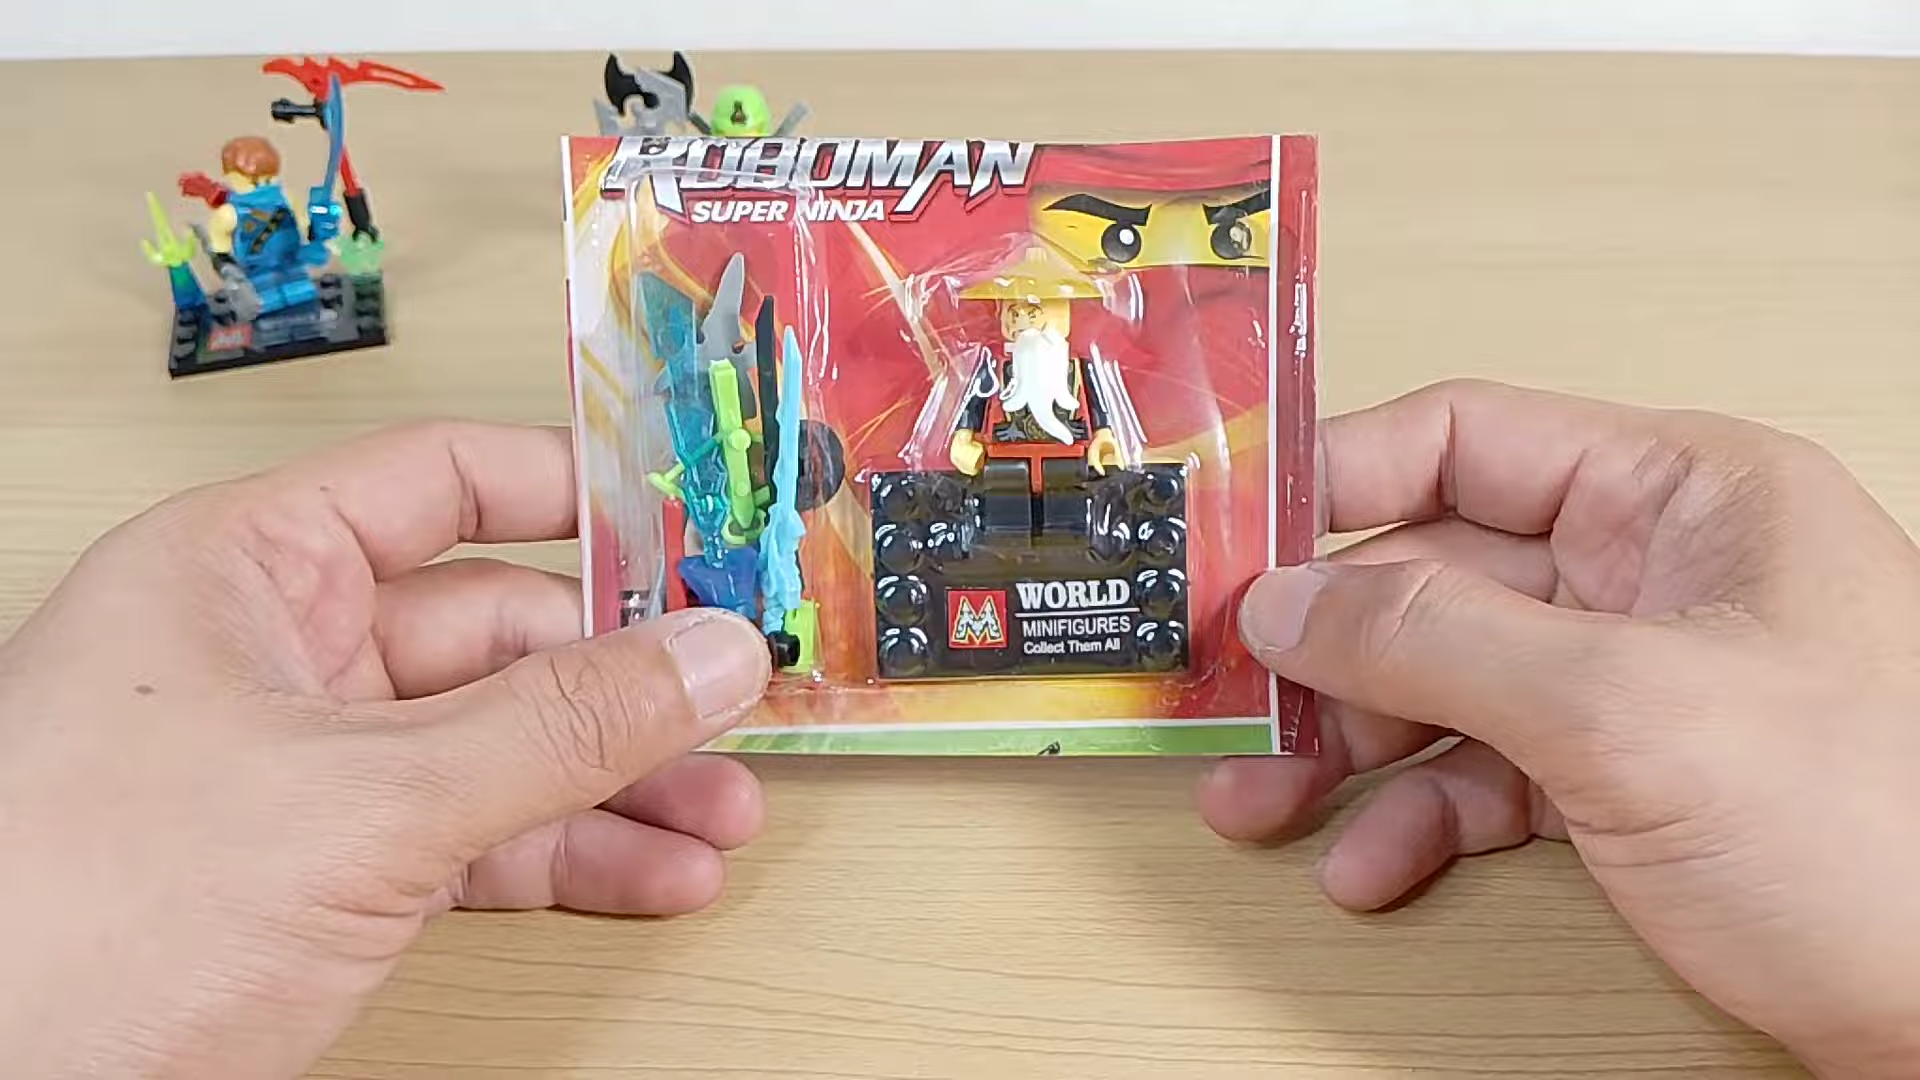 ROBOMAN
SUPER NINJA
M
WORLD
MINIFIGURES
Collect Them All